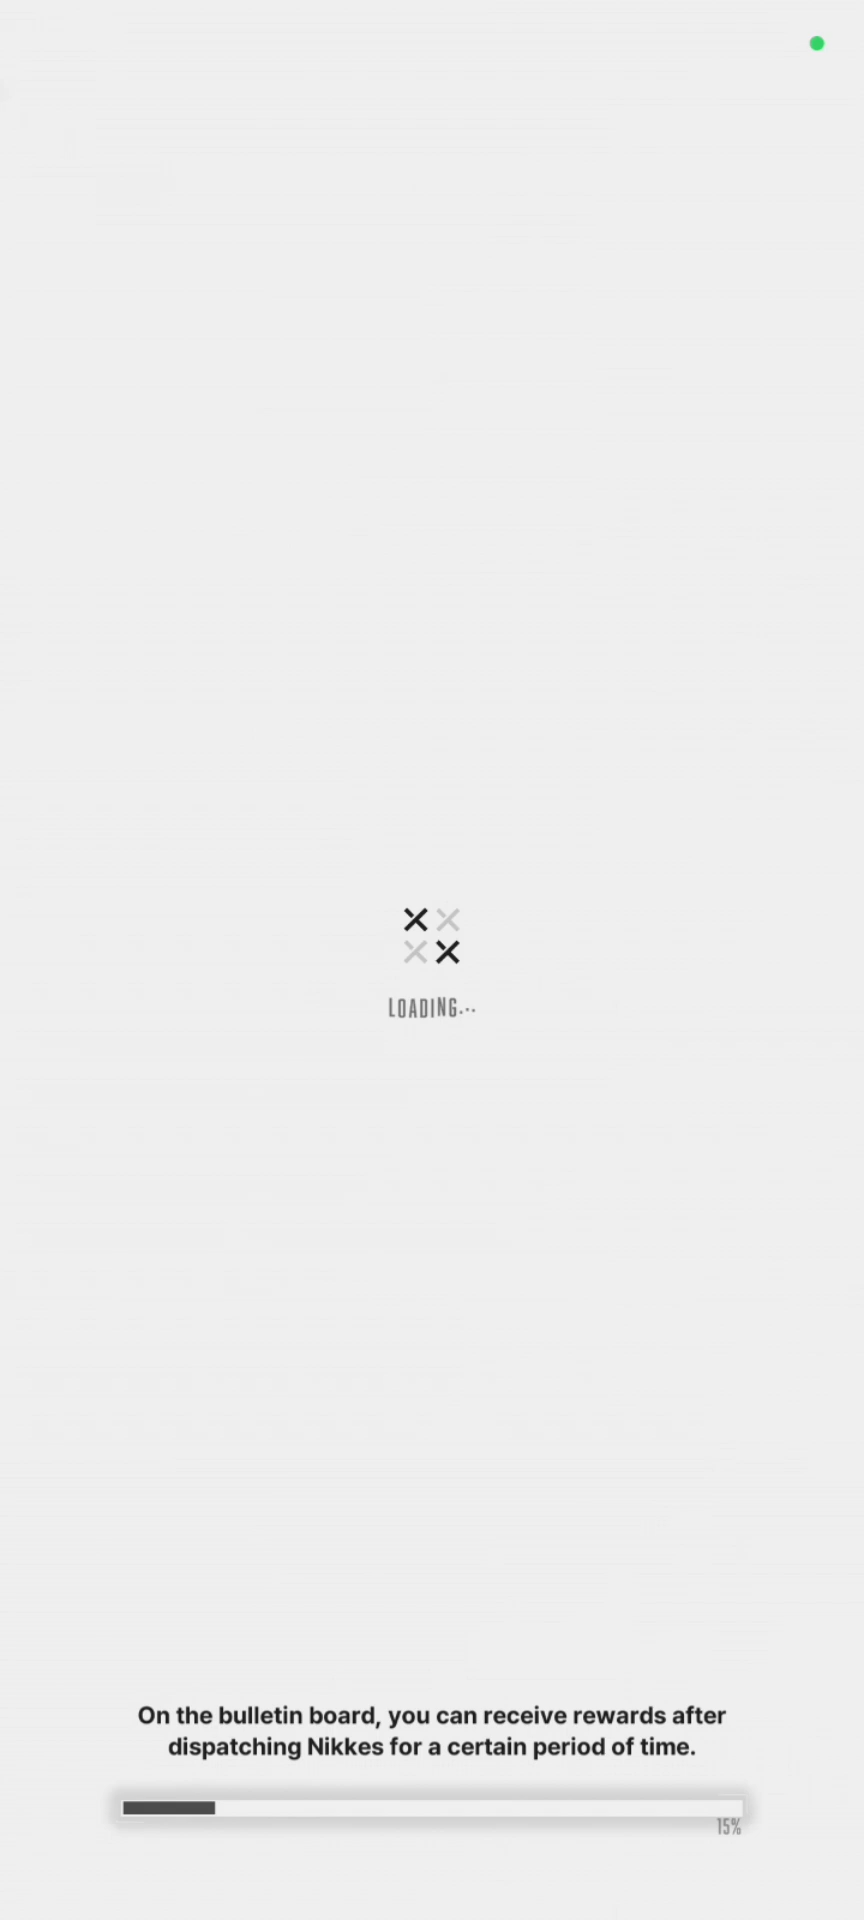 LOADING...
On the bulletin board, you can receive rewards after
dispatching Nikkes for a certain period of time.
15%